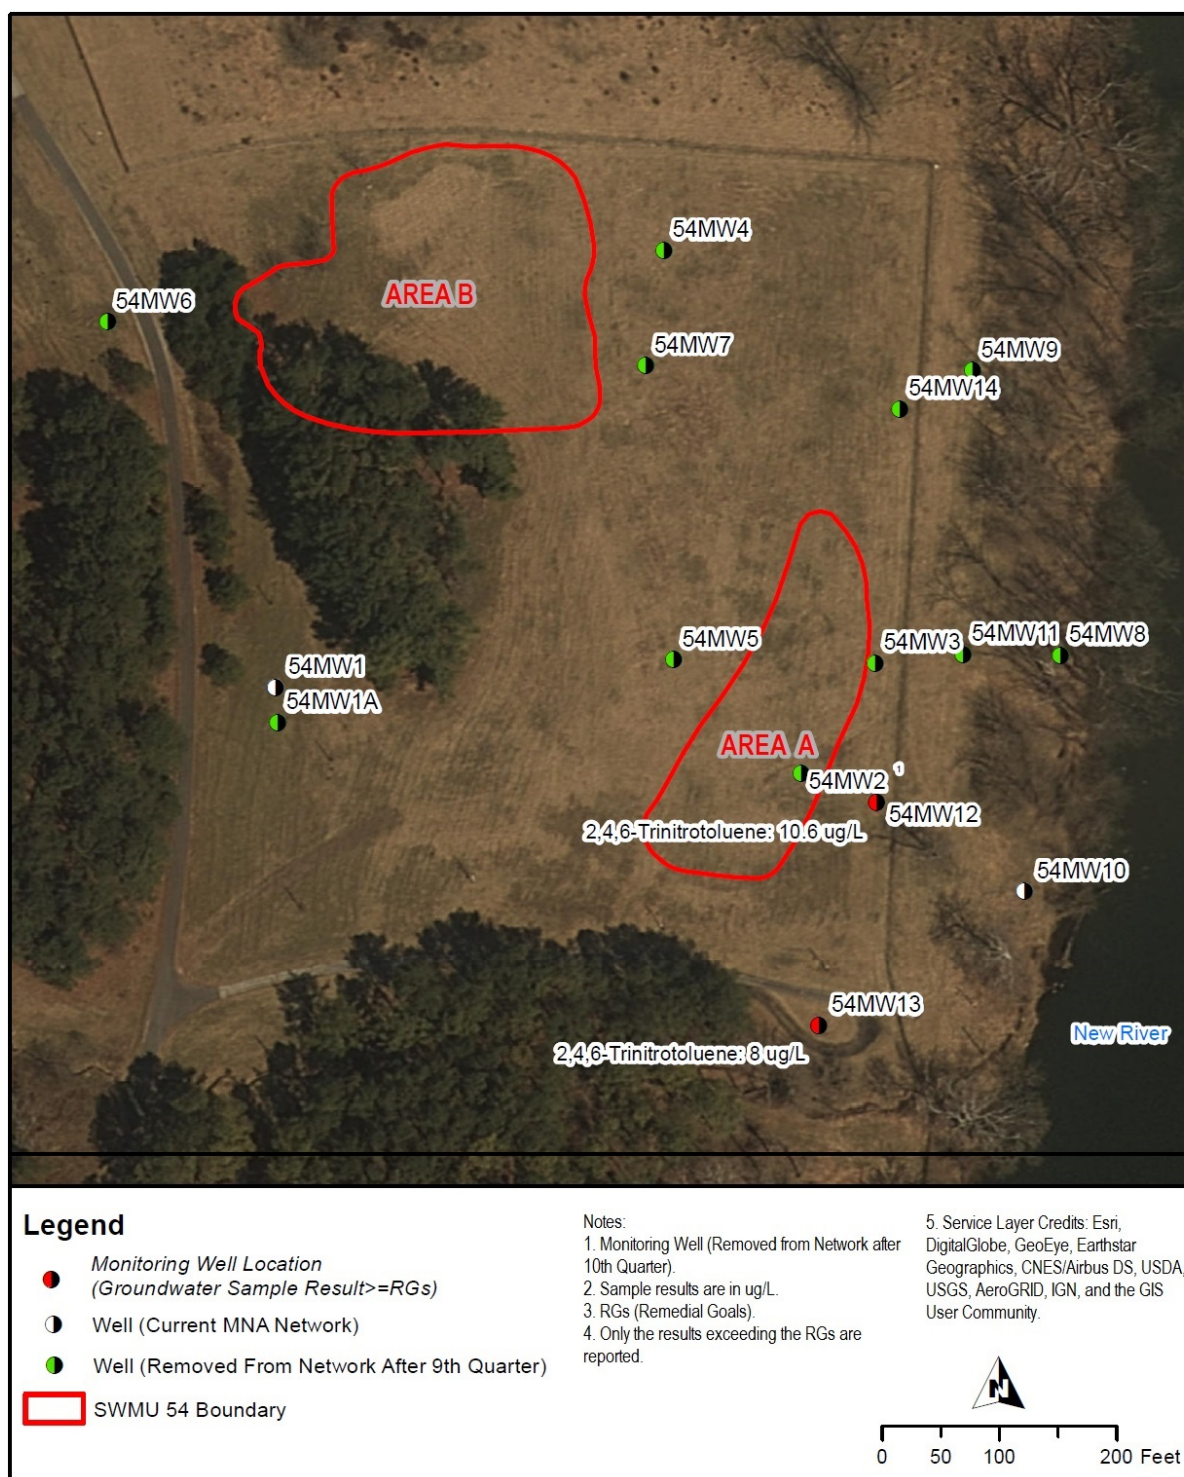 54MW4
AREA B
54MW6
54MW7
54MW9
54MW14
54MW5
54MW3
54MW11
54MW8
54MW1
54MW1A
AREA A
54MW2
1
54MW12
2,4,6-Trinitrotoluene: 10.6 ug/L
54MW10
54MW13
New River
2,4,6-Trinitrotoluene: 8 ug/L
Legend
Monitoring Well Location
(Groundwater Sample Result>=RGs)
Well (Current MNA Network)
Well (Removed From Network After 9th Quarter)
SWMU 54 Boundary
Notes:
1. Monitoring Well (Removed from Network after
10th Quarter).
2. Sample results are in ug/L.
3. RGs (Remedial Goals).
4. Only the results exceeding the RGs are
reported.
5. Service Layer Credits: Esri,
DigitalGlobe, GeoEye, Earthstar
Geographics, CNES/Airbus DS, USDA,
USGS, AeroGRID, IGN, and the GIS
User Community.
N
0 50 100 200 Feet